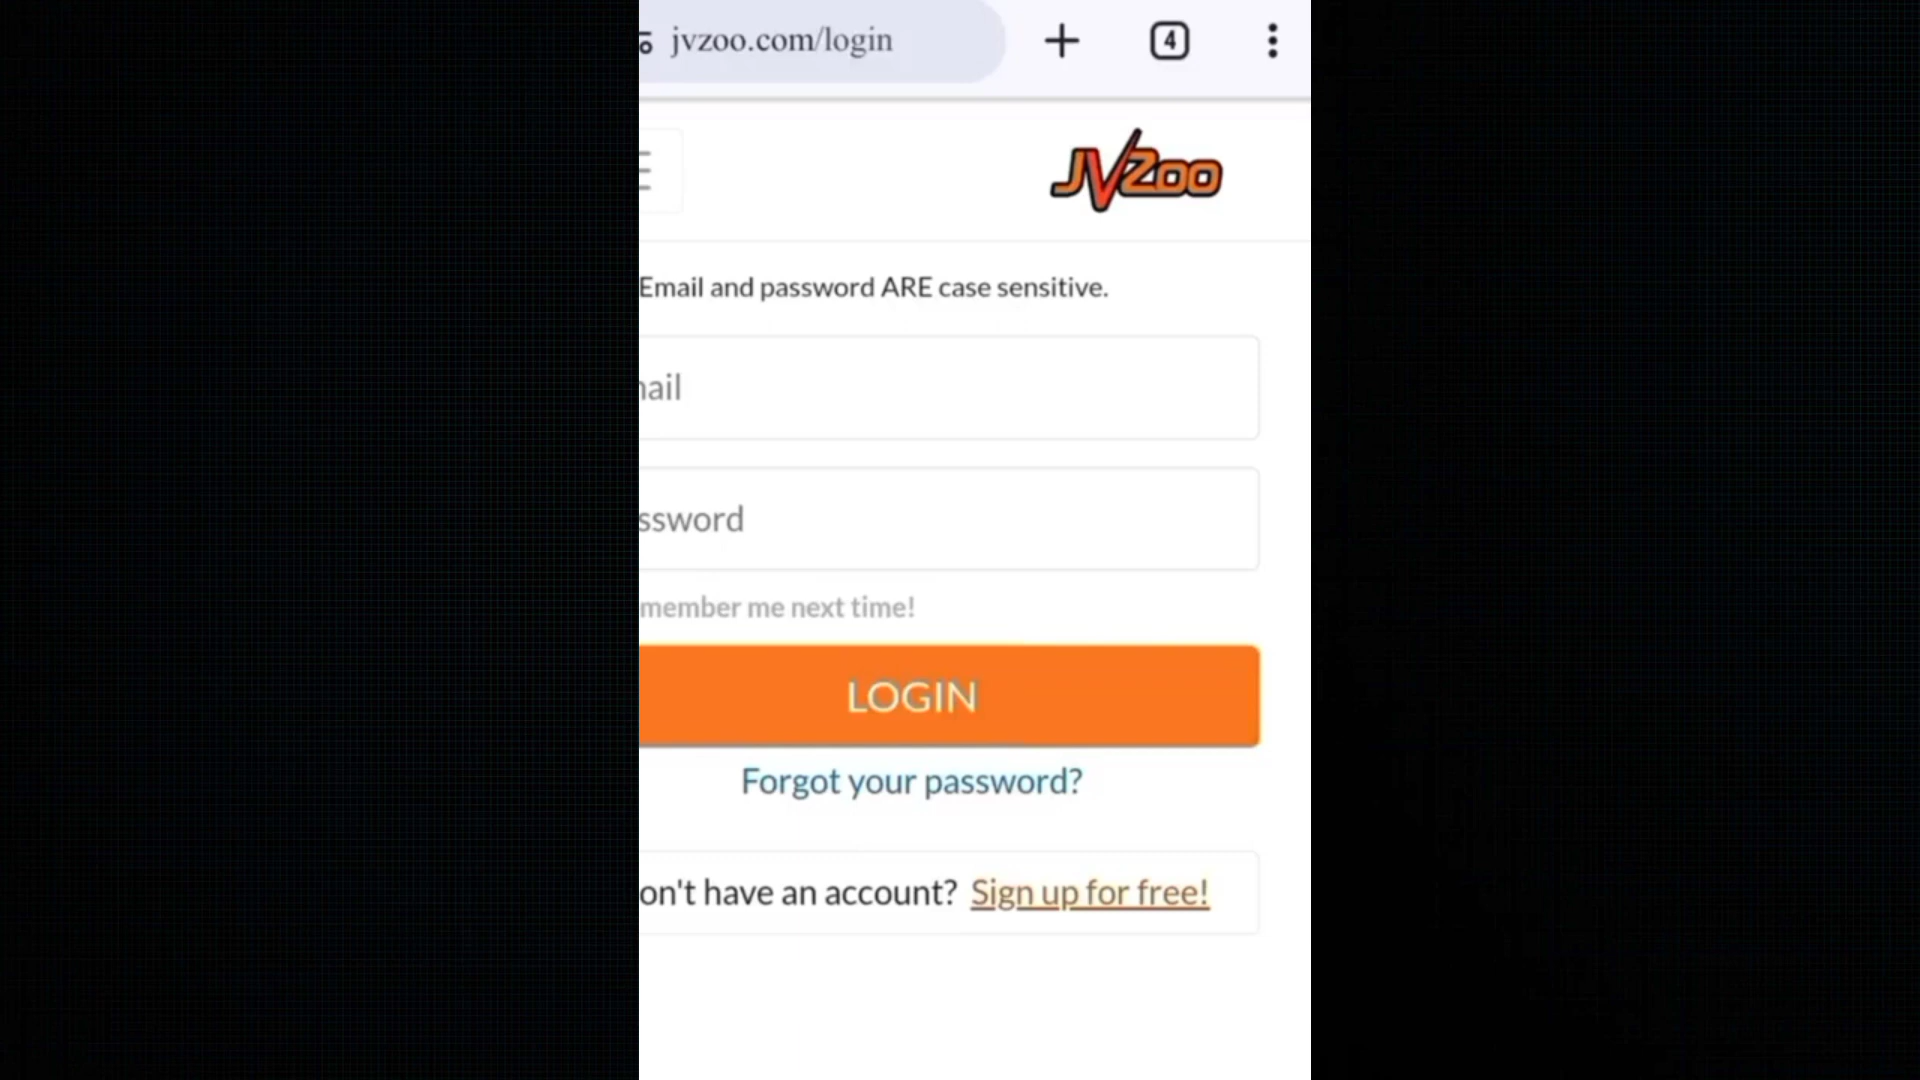 jvzoo.com/login
4
JVZoo
Email and password ARE case sensitive.
ail
ssword
member me next time!
LOGIN
Forgot your password?
on't have an account? Sign up for free!